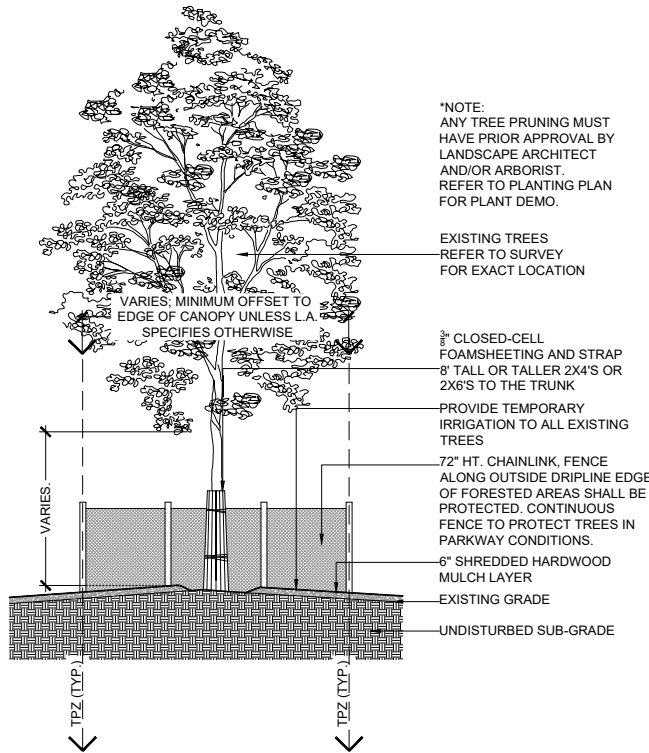 *NOTE:
ANY TREE PRUNING MUST
HAVE PRIOR APPROVAL BY
LANDSCAPE ARCHITECT
AND/OR ARBORIST.
REFER TO PLANTING PLAN
FOR PLANT DEMO.
EXISTING TREES
REFER TO SURVEY
FOR EXACT LOCATION
VARIES; MINIMUM OFFSET TO
EDGE OF CANOPY UNLESS L.A.
SPECIFIES OTHERWISE
3/8" CLOSED-CELL
FOAMSHEETING AND STRAP
8' TALL OR TALLER 2X4'S OR
2X6'S TO THE TRUNK
PROVIDE TEMPORARY
IRRIGATION TO ALL EXISTING
TREES
72" HT. CHAINLINK, FENCE
ALONG OUTSIDE DRIPLINE EDGE
OF FORESTED AREAS SHALL BE
PROTECTED. CONTINUOUS
FENCE TO PROTECT TREES IN
PARKWAY CONDITIONS.
VARIES.
6" SHREDDED HARDWOOD
MULCH LAYER
EXISTING GRADE
UNDISTURBED SUB-GRADE
TPZ (TYP.)
TPZ (TYP.)